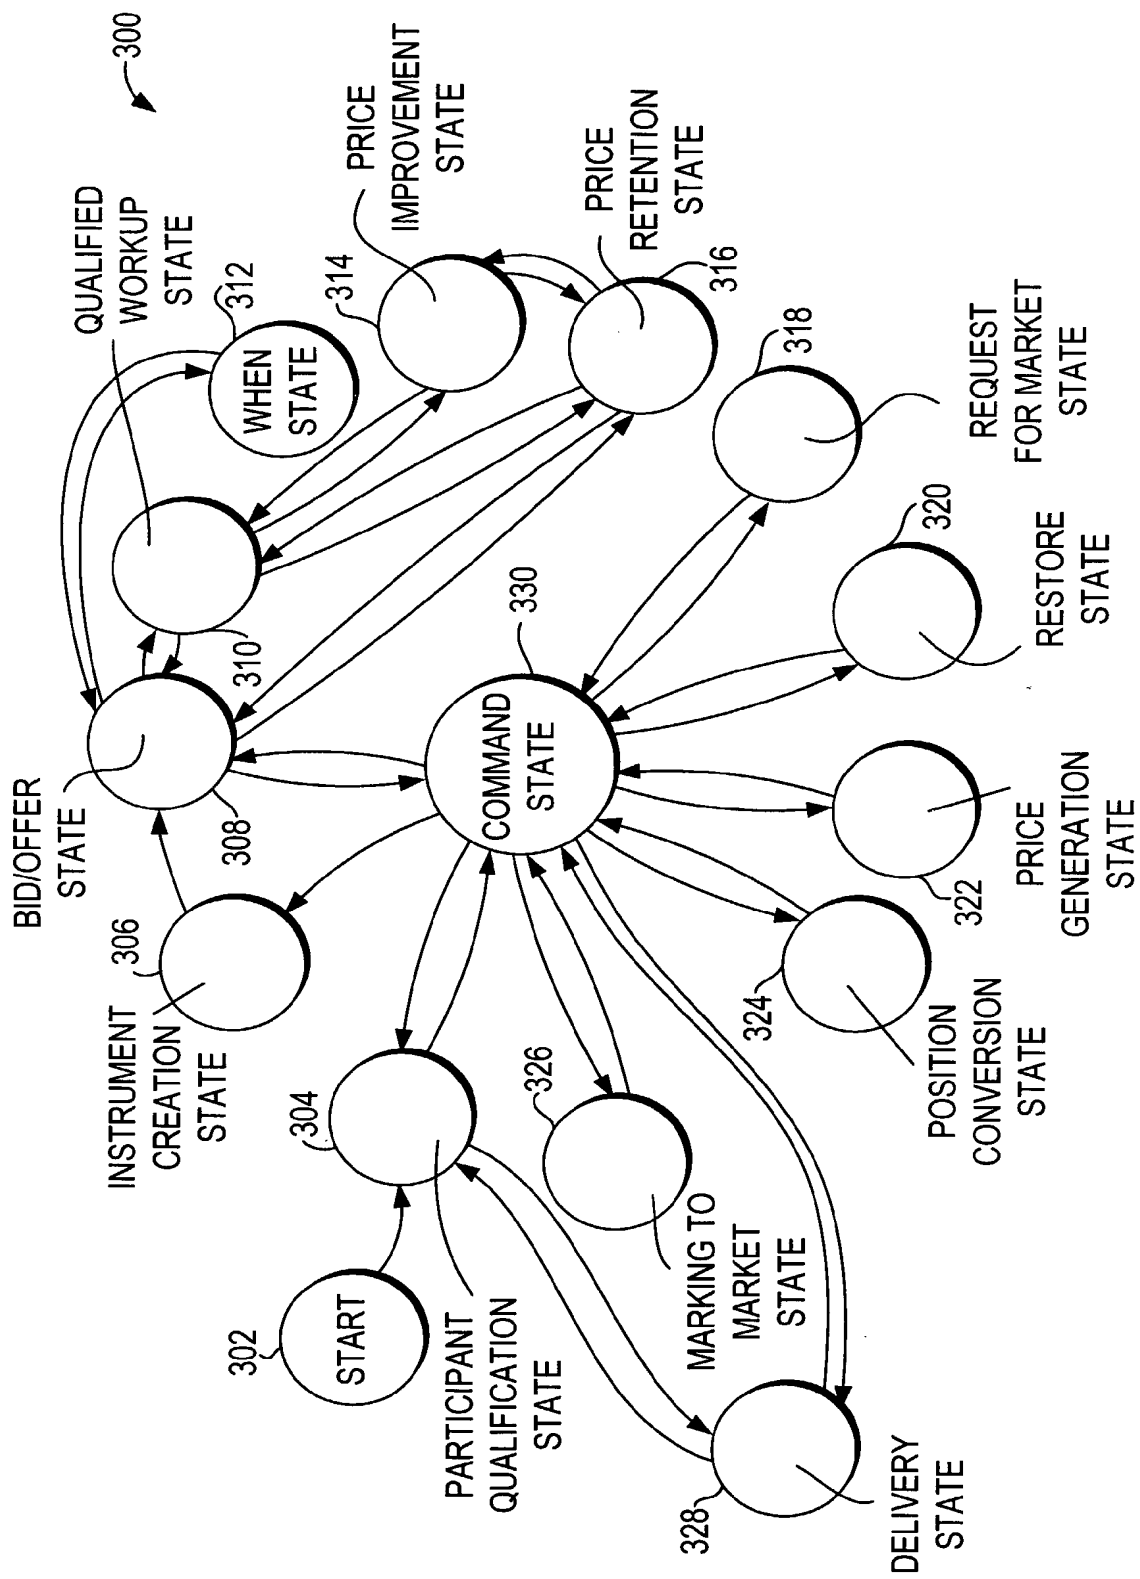 300
QUALIFIED
WORKUP
STATE
312
WHEN
STATE
314
PRICE
IMPROVEMENT
STATE
PRICE
RETENTION
STATE
316
318
REQUEST
FOR MARKET
STATE
320
RESTORE
STATE
310
BID/OFFER
STATE
308
330
COMMAND
STATE
322
PRICE
GENERATION
STATE
306
INSTRUMENT
CREATION
STATE
324
POSITION
CONVERSION
STATE
304
326
302
START
PARTICIPANT
QUALIFICATION
STATE
MARKING TO
MARKET
STATE
328
DELIVERY
STATE